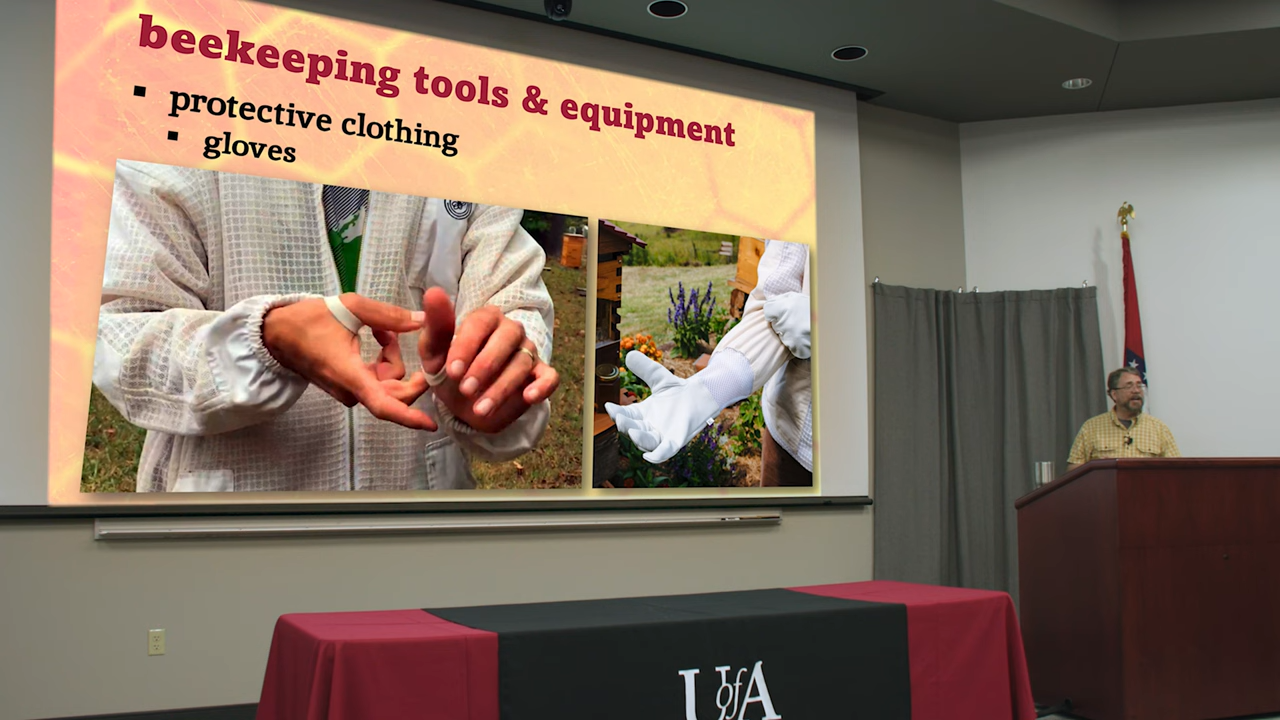 beekeeping tools & equipment
▪ protective clothing
▪ gloves
UofA